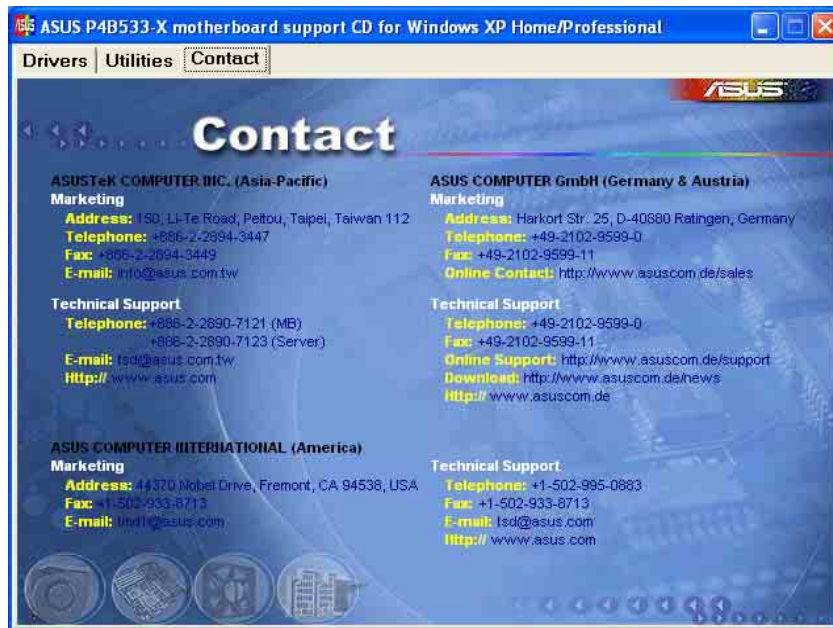 ASUS P4B533-X motherboard support CD for Windows XP Home/Professional
Drivers Utilities Contact
ASUS
Contact
ASUSTeK COMPUTER INC. (Asia-Pacific)
Marketing
Address: 150, Li-Te Road, Peitou, Taipei, Taiwan 112
Telephone: +886-2-2894-3447
Fax: +886-2-2894-3449
E-mail: info@asus.com.tw
Technical Support
Telephone: +886-2-2890-7121 (MB)
+886-2-2890-7123 (Server)
E-mail: tsd@asus.com.tw
Http:// www.asus.com
ASUS COMPUTER GmbH (Germany & Austria)
Marketing
Address: Harkort Str. 25, D-40880 Ratingen, Germany
Telephone: +49-2102-9599-0
Fax: +49-2102-9599-11
Online Contact: http://www.asuscom.de/sales
Technical Support
Telephone: +49-2102-9599-0
Fax: +49-2102-9599-11
Online Support: http://www.asuscom.de/support
Download: http://www.asuscom.de/news
Http:// www.asuscom.de
ASUS COMPUTER INTERNATIONAL (America)
Marketing
Address: 44370 Nobel Drive, Fremont, CA 94538, USA
Fax: +1-502-933-8713
E-mail: tmd1@asus.com
Technical Support
Telephone: +1-502-995-0883
Fax: +1-502-933-8713
E-mail: tsd@asus.com
Http:// www.asus.com